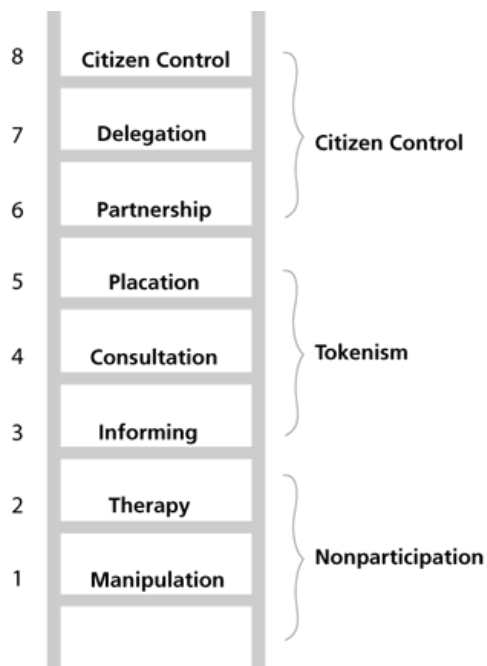 8 Citizen Control
7 Delegation
6 Partnership
Citizen Control
5 Placation
4 Consultation
3 Informing
Tokenism
2 Therapy
1 Manipulation
Nonparticipation